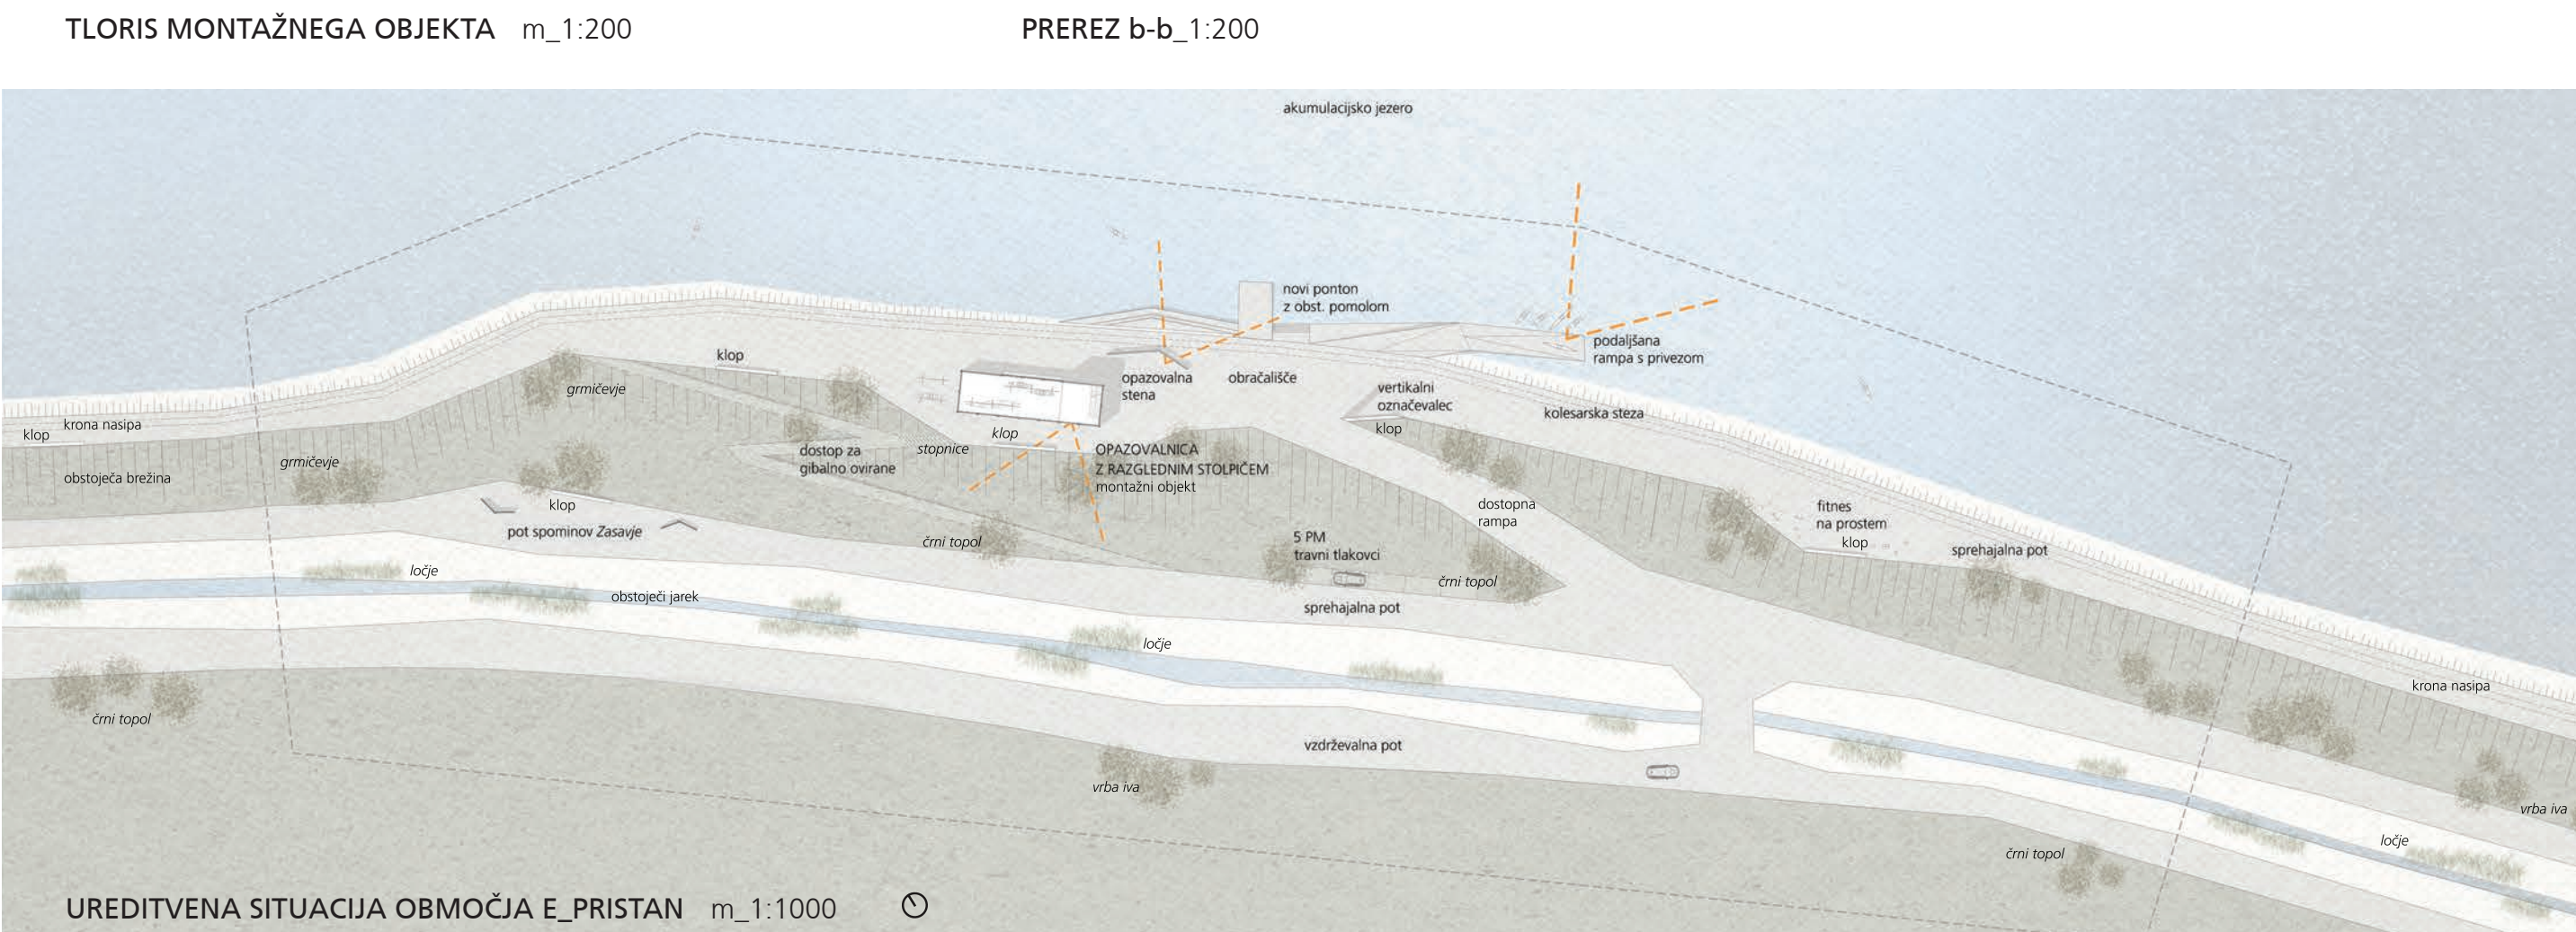 TLORIS MONTAŽNEGA OBJEKTA m_1:200
PREREZ b-b_1:200
akumulacijsko jezero
novi ponton
z obst. pomolom
podaljšana
rampa s privezom
klop
opazovalna
stena
obračališče
vertikalni
označevalec
kolesarska steza
klop
grmičevje
krona nasipa
klop
klop
stopnice
dostop za
gibalno ovirane
OPAZOVALNICA
Z RAZGLEDNIM STOLPIČEM
montažni objekt
grmičevje
obstoječa brežina
klop
pot spominov Zasavje
dostopna
rampa
fitnes
na prostem
klop
sprehajalna pot
črni topol
5 PM
travni tlakovci
črni topol
sprehajalna pot
ločje
obstoječi jarek
ločje
krona nasipa
črni topol
vzdrževalna pot
vrba iva
vrba iva
ločje
črni topol
UREDITVENA SITUACIJA OBMOČJA E_PRISTAN m_1:1000